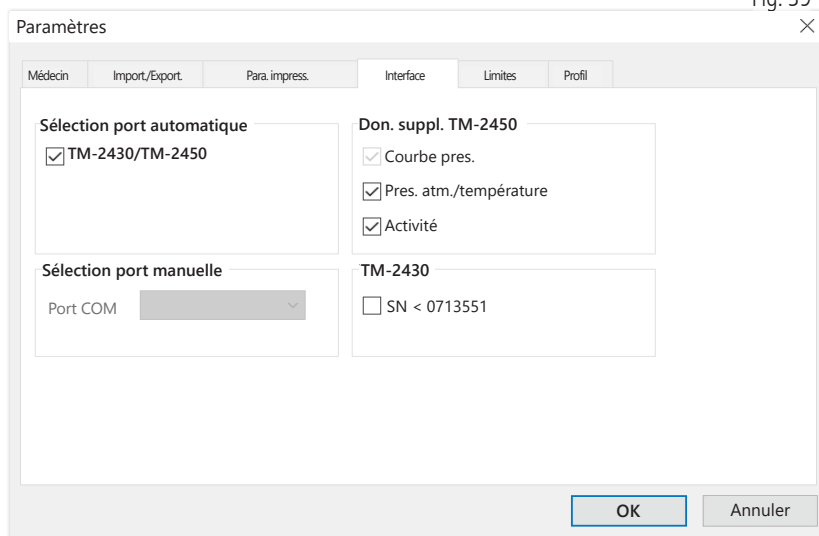 Fig. 39
Paramètres
Médecin Import./Export. Para. impress. Interface Limites Profil
Sélection port automatique
TM-2430/TM-2450
Don. suppl. TM-2450
Courbe pres.
Pres. atm./température
Activité
Sélection port manuelle
Port COM
TM-2430
SN < 0713551
OK Annuler